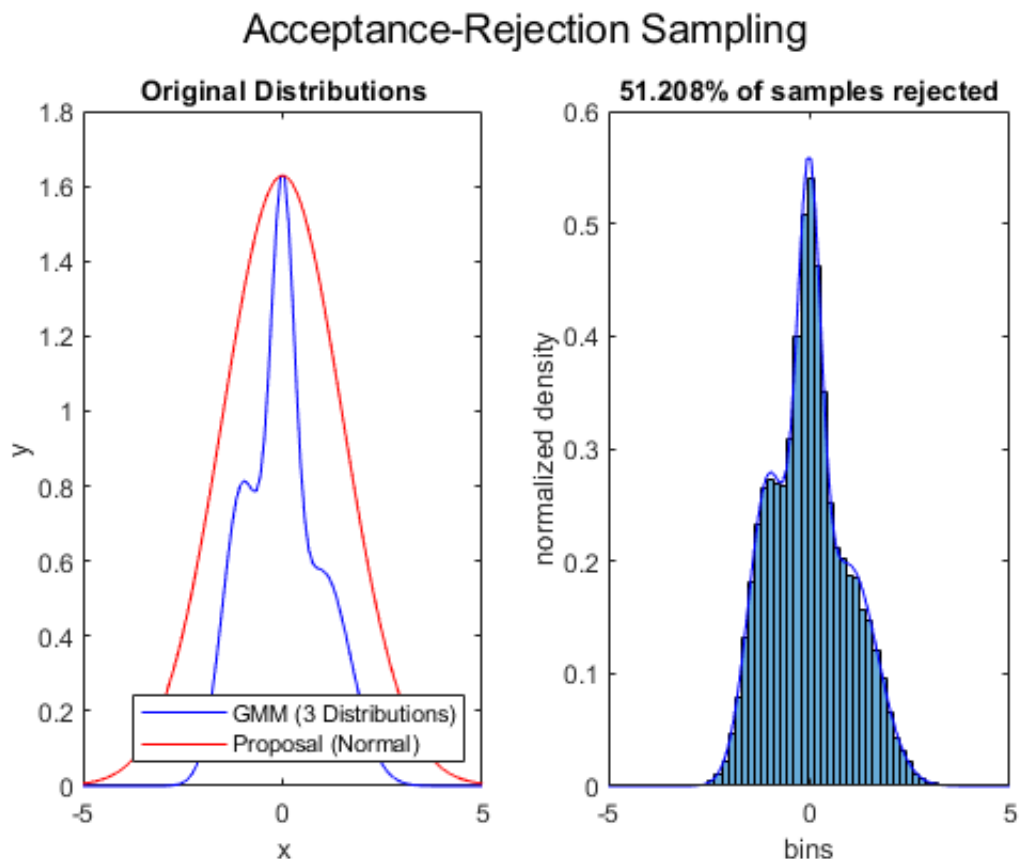 Acceptance-Rejection Sampling
Original Distributions
1.8
1.6
1.4
1.2
1
0.8
0.6
0.4
0.2
0
y
-5
0
5
x
GMM (3 Distributions)
Proposal (Normal)
51.208% of samples rejected
0.6
0.5
0.4
0.3
0.2
0.1
0
normalized density
-5
0
5
bins